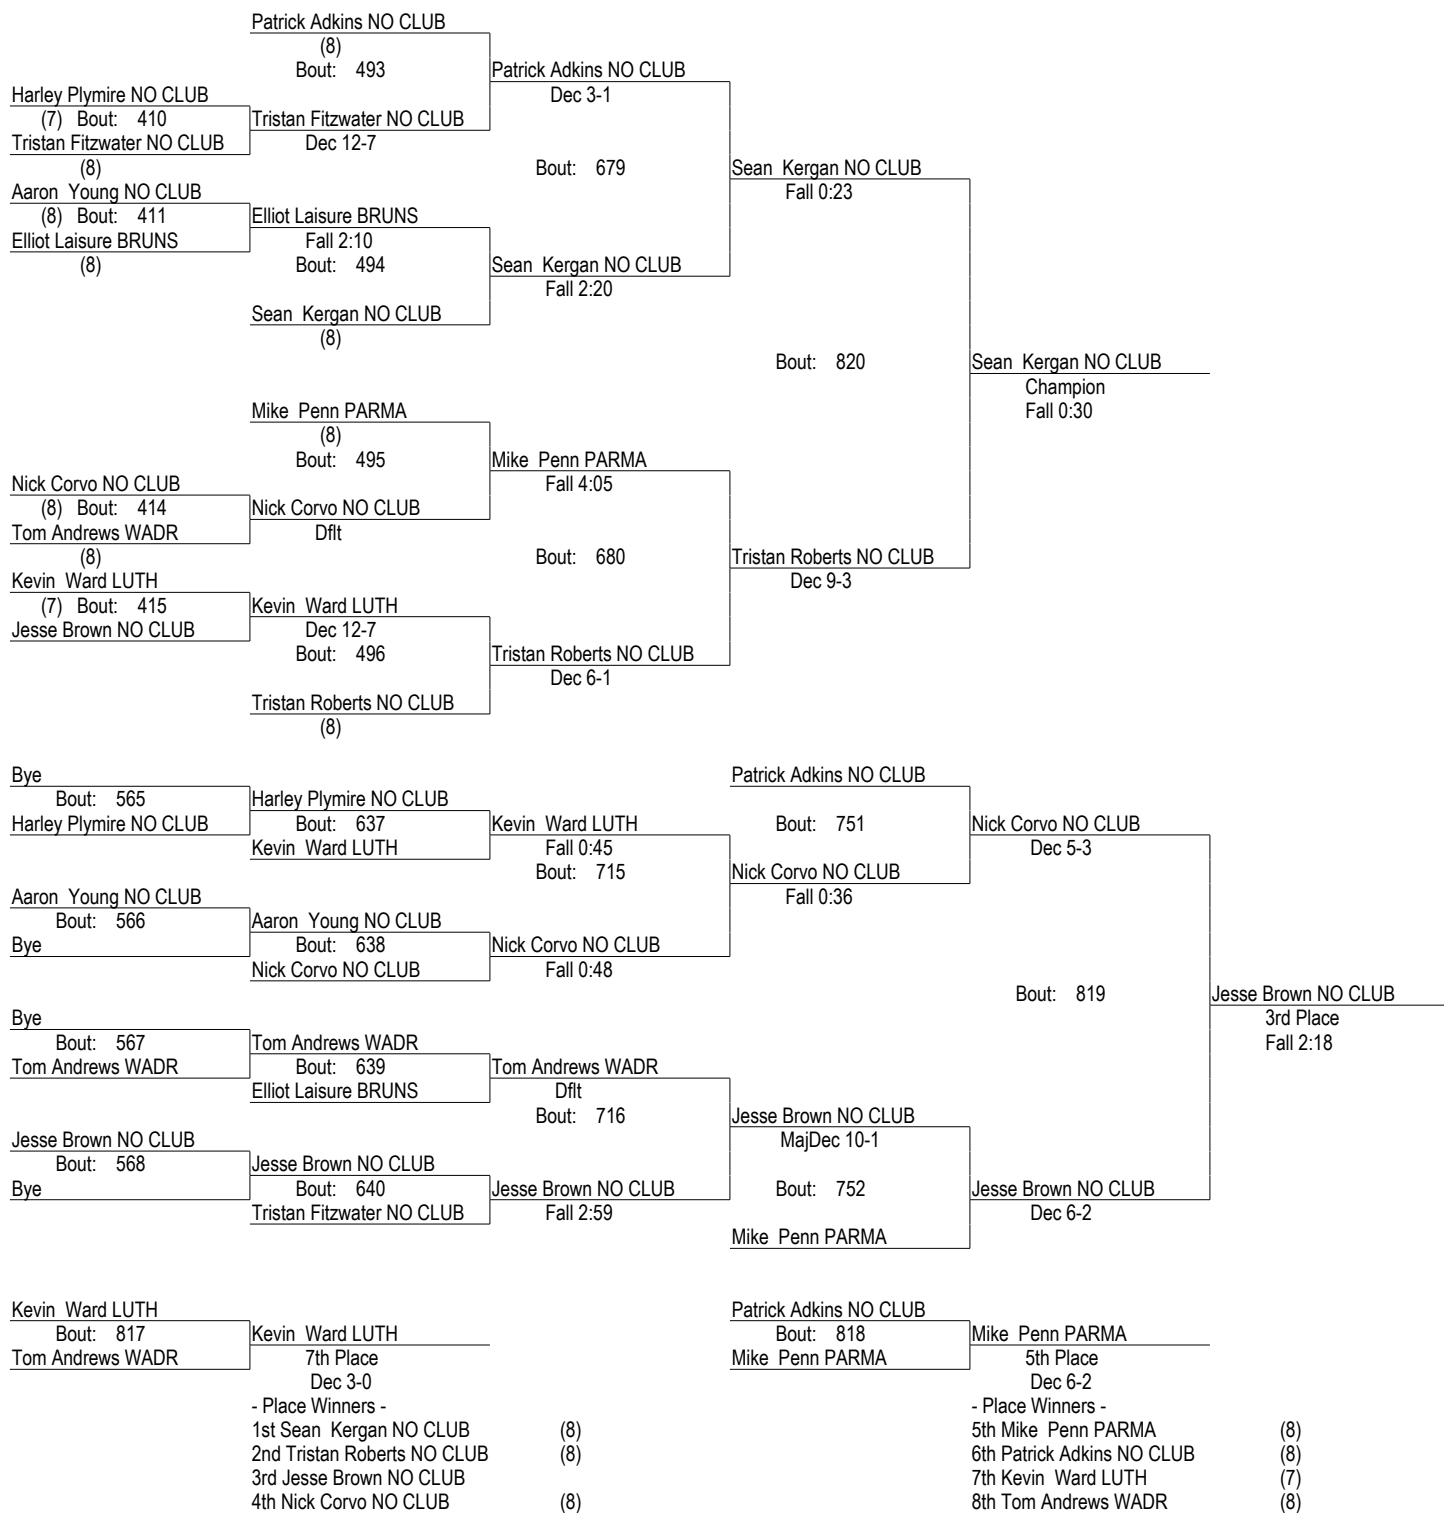 Patrick Adkins NO CLUB
(8)
Bout: 493
Patrick Adkins NO CLUB
Dec 3-1
Harley Plymire NO CLUB
(7) Bout: 410
Tristan Fitzwater NO CLUB
Tristan Fitzwater NO CLUB
Dec 12-7
(8)
Bout: 679
Sean Kergan NO CLUB
Fall 0:23
Aaron Young NO CLUB
(8) Bout: 411
Elliot Laisure BRUNS
Elliot Laisure BRUNS
Fall 2:10
(8)
Bout: 494
Sean Kergan NO CLUB
Fall 2:20
Sean Kergan NO CLUB
(8)
Bout: 820
Sean Kergan NO CLUB
Champion
Fall 0:30
Mike Penn PARMA
(8)
Bout: 495
Mike Penn PARMA
Fall 4:05
Nick Corvo NO CLUB
(8) Bout: 414
Nick Corvo NO CLUB
Tom Andrews WADR
Dflt
(8)
Bout: 680
Tristan Roberts NO CLUB
Dec 9-3
Kevin Ward LUTH
(7) Bout: 415
Kevin Ward LUTH
Jesse Brown NO CLUB
Dec 12-7
Bout: 496
Tristan Roberts NO CLUB
Dec 6-1
Tristan Roberts NO CLUB
(8)
Bye
Patrick Adkins NO CLUB
Bout: 565
Harley Plymire NO CLUB
Harley Plymire NO CLUB
Bout: 637
Kevin Ward LUTH
Bout: 751
Nick Corvo NO CLUB
Kevin Ward LUTH
Fall 0:45
Dec 5-3
Bout: 715
Nick Corvo NO CLUB
Fall 0:36
Aaron Young NO CLUB
Bout: 566
Aaron Young NO CLUB
Bye
Bout: 638
Nick Corvo NO CLUB
Nick Corvo NO CLUB
Fall 0:48
Bout: 819
Jesse Brown NO CLUB
3rd Place
Fall 2:18
Bye
Bout: 567
Tom Andrews WADR
Tom Andrews WADR
Bout: 639
Tom Andrews WADR
Elliot Laisure BRUNS
Dflt
Bout: 716
Jesse Brown NO CLUB
MajDec 10-1
Jesse Brown NO CLUB
Bout: 568
Jesse Brown NO CLUB
Bye
Bout: 640
Jesse Brown NO CLUB
Bout: 752
Jesse Brown NO CLUB
Tristan Fitzwater NO CLUB
Fall 2:59
Dec 6-2
Mike Penn PARMA
Kevin Ward LUTH
Bout: 817
Kevin Ward LUTH
Tom Andrews WADR
7th Place
Dec 3-0
Patrick Adkins NO CLUB
Bout: 818
Mike Penn PARMA
Mike Penn PARMA
5th Place
Dec 6-2
- Place Winners -
1st Sean Kergan NO CLUB (8)
2nd Tristan Roberts NO CLUB (8)
3rd Jesse Brown NO CLUB
4th Nick Corvo NO CLUB (8)
- Place Winners -
5th Mike Penn PARMA (8)
6th Patrick Adkins NO CLUB (8)
7th Kevin Ward LUTH (7)
8th Tom Andrews WADR (8)